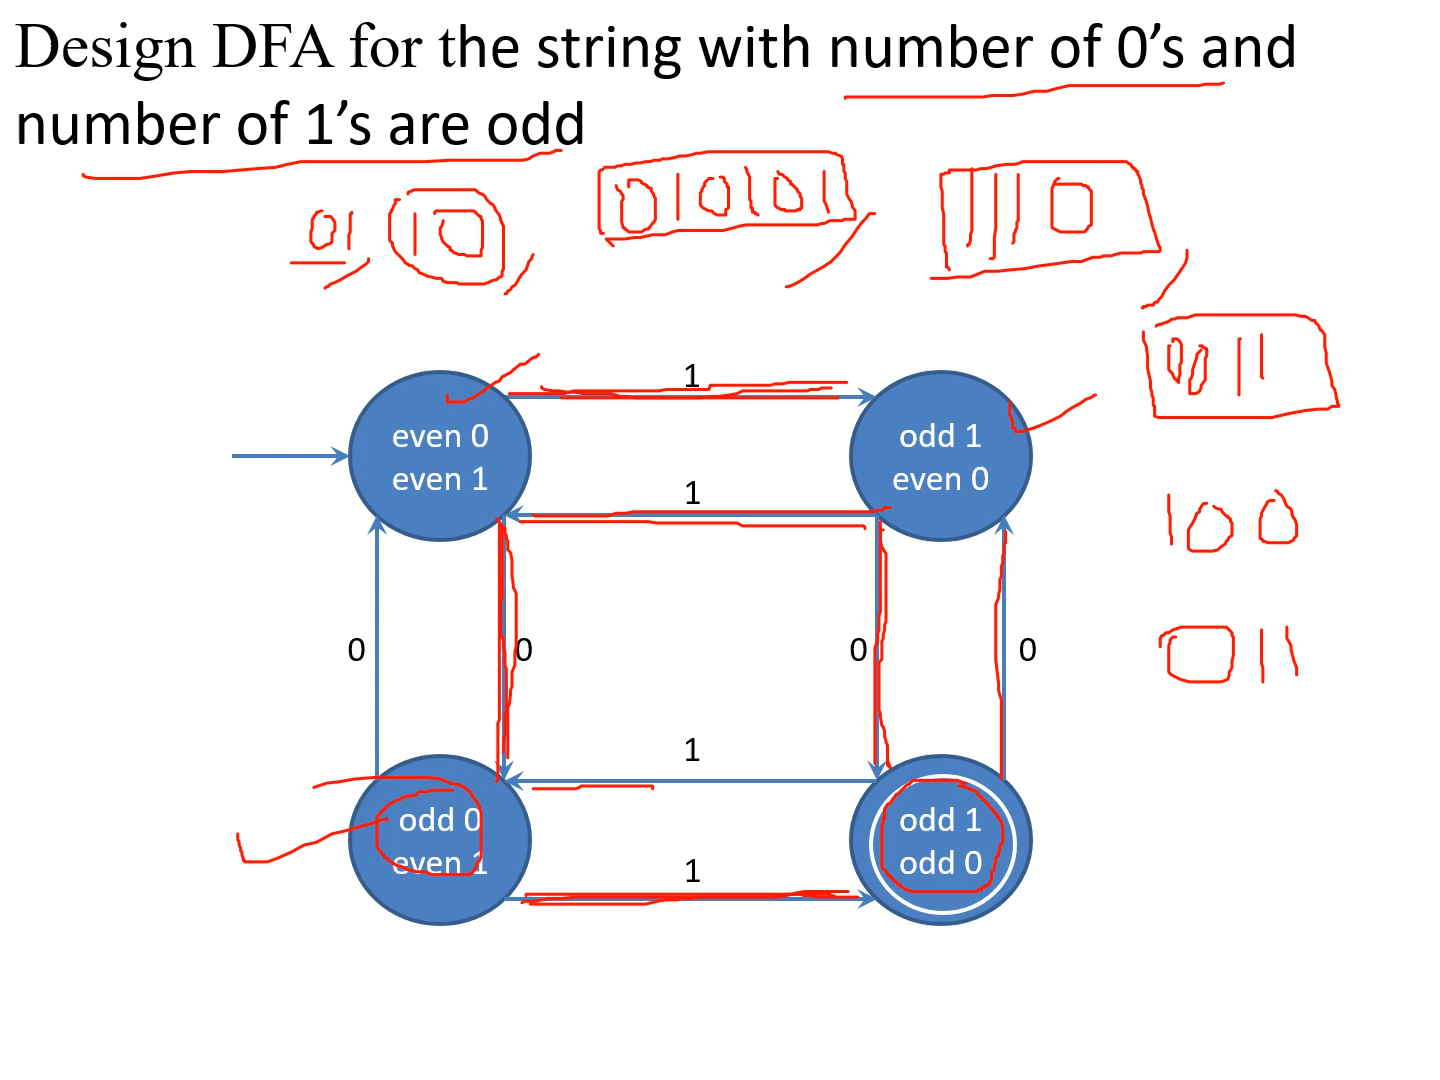 Design DFA for the string with number of 0’s and
number of 1’s are odd
01, 10, 010101, 1110,
0011
1
even 0
even 1
odd 1
even 0
1
100
0
0
0
0
011
1
odd 0
even 1
odd 1
odd 0
1